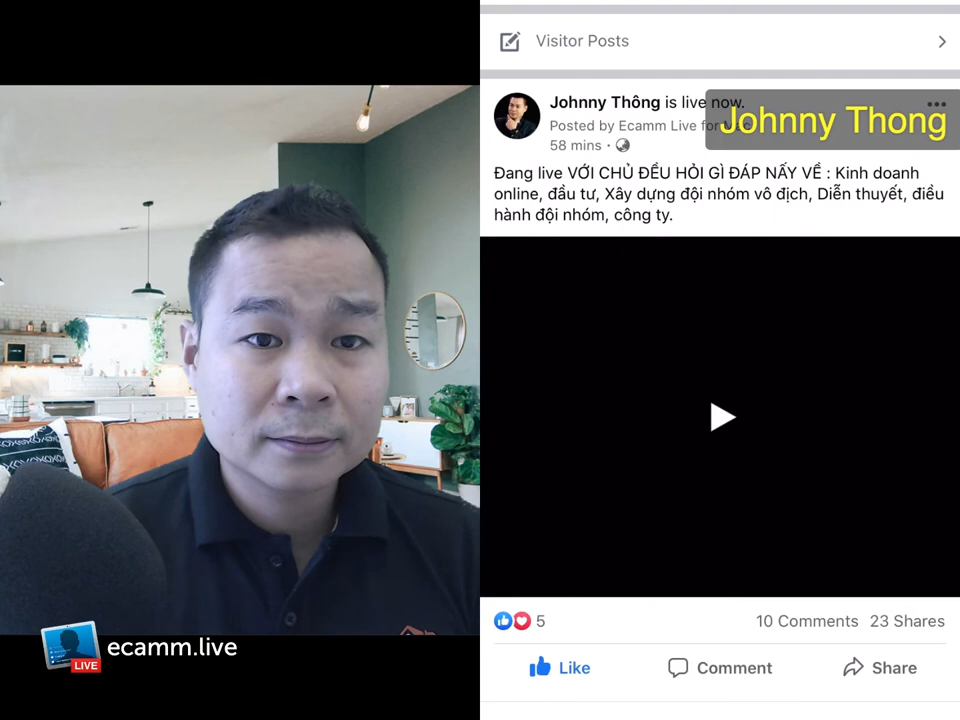 Visitor Posts
Johnny Thông is live now.
Johnny Thong
Posted by Ecamm Live for
58 mins
Đang live VỚI CHỦ ĐỀU HỎI GÌ ĐÁP NẤY VỀ : Kinh doanh
online, đầu tư, Xây dựng đội nhóm vô địch, Diễn thuyết, điều
hành đội nhóm, công ty.
5
10 Comments 23 Shares
Like
Comment
Share
LIVE
ecamm.live